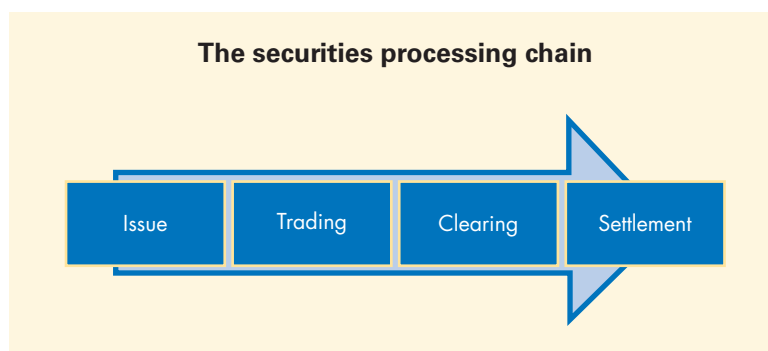 The securities processing chain
Issue
Trading
Clearing
Settlement